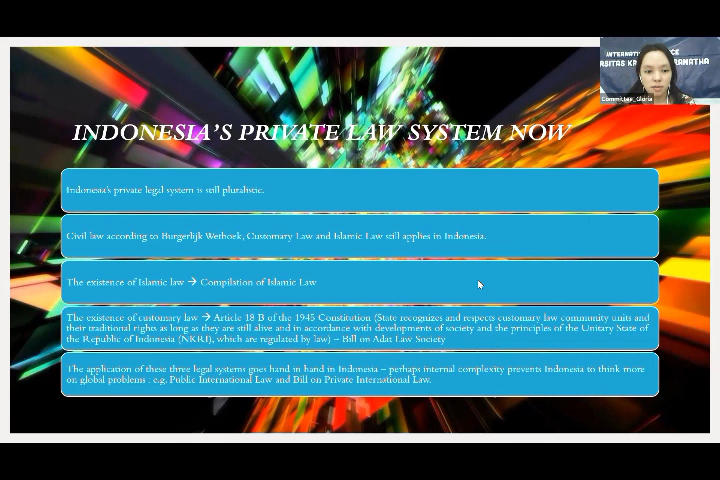 INTERNATI
CE
RSITAS KR
RANATHA
Committee_Gloria
INDONESIA'S PRIVATE LAW SYSTEM NOW
Indonesia's private legal system is still pluralistic.
Civil law according to Burgerlijk Wetboek, Customary Law and Islamic Law still applies in Indonesia.
The existence of Islamic law → Compilation of Islamic Law
The existence of customary law → Article 18 B of the 1945 Constitution (State recognizes and respects customary law community units and
their traditional rights as long as they are still alive and in accordance with developments of society and the principles of the Unitary State of
the Republic of Indonesia (NKRI), which are regulated by law) – Bill on Adat Law Society
The application of these three legal systems goes hand in hand in Indonesia – perhaps internal complexity prevents Indonesia to think more
on global problems : e.g. Public International Law and Bill on Private International Law.